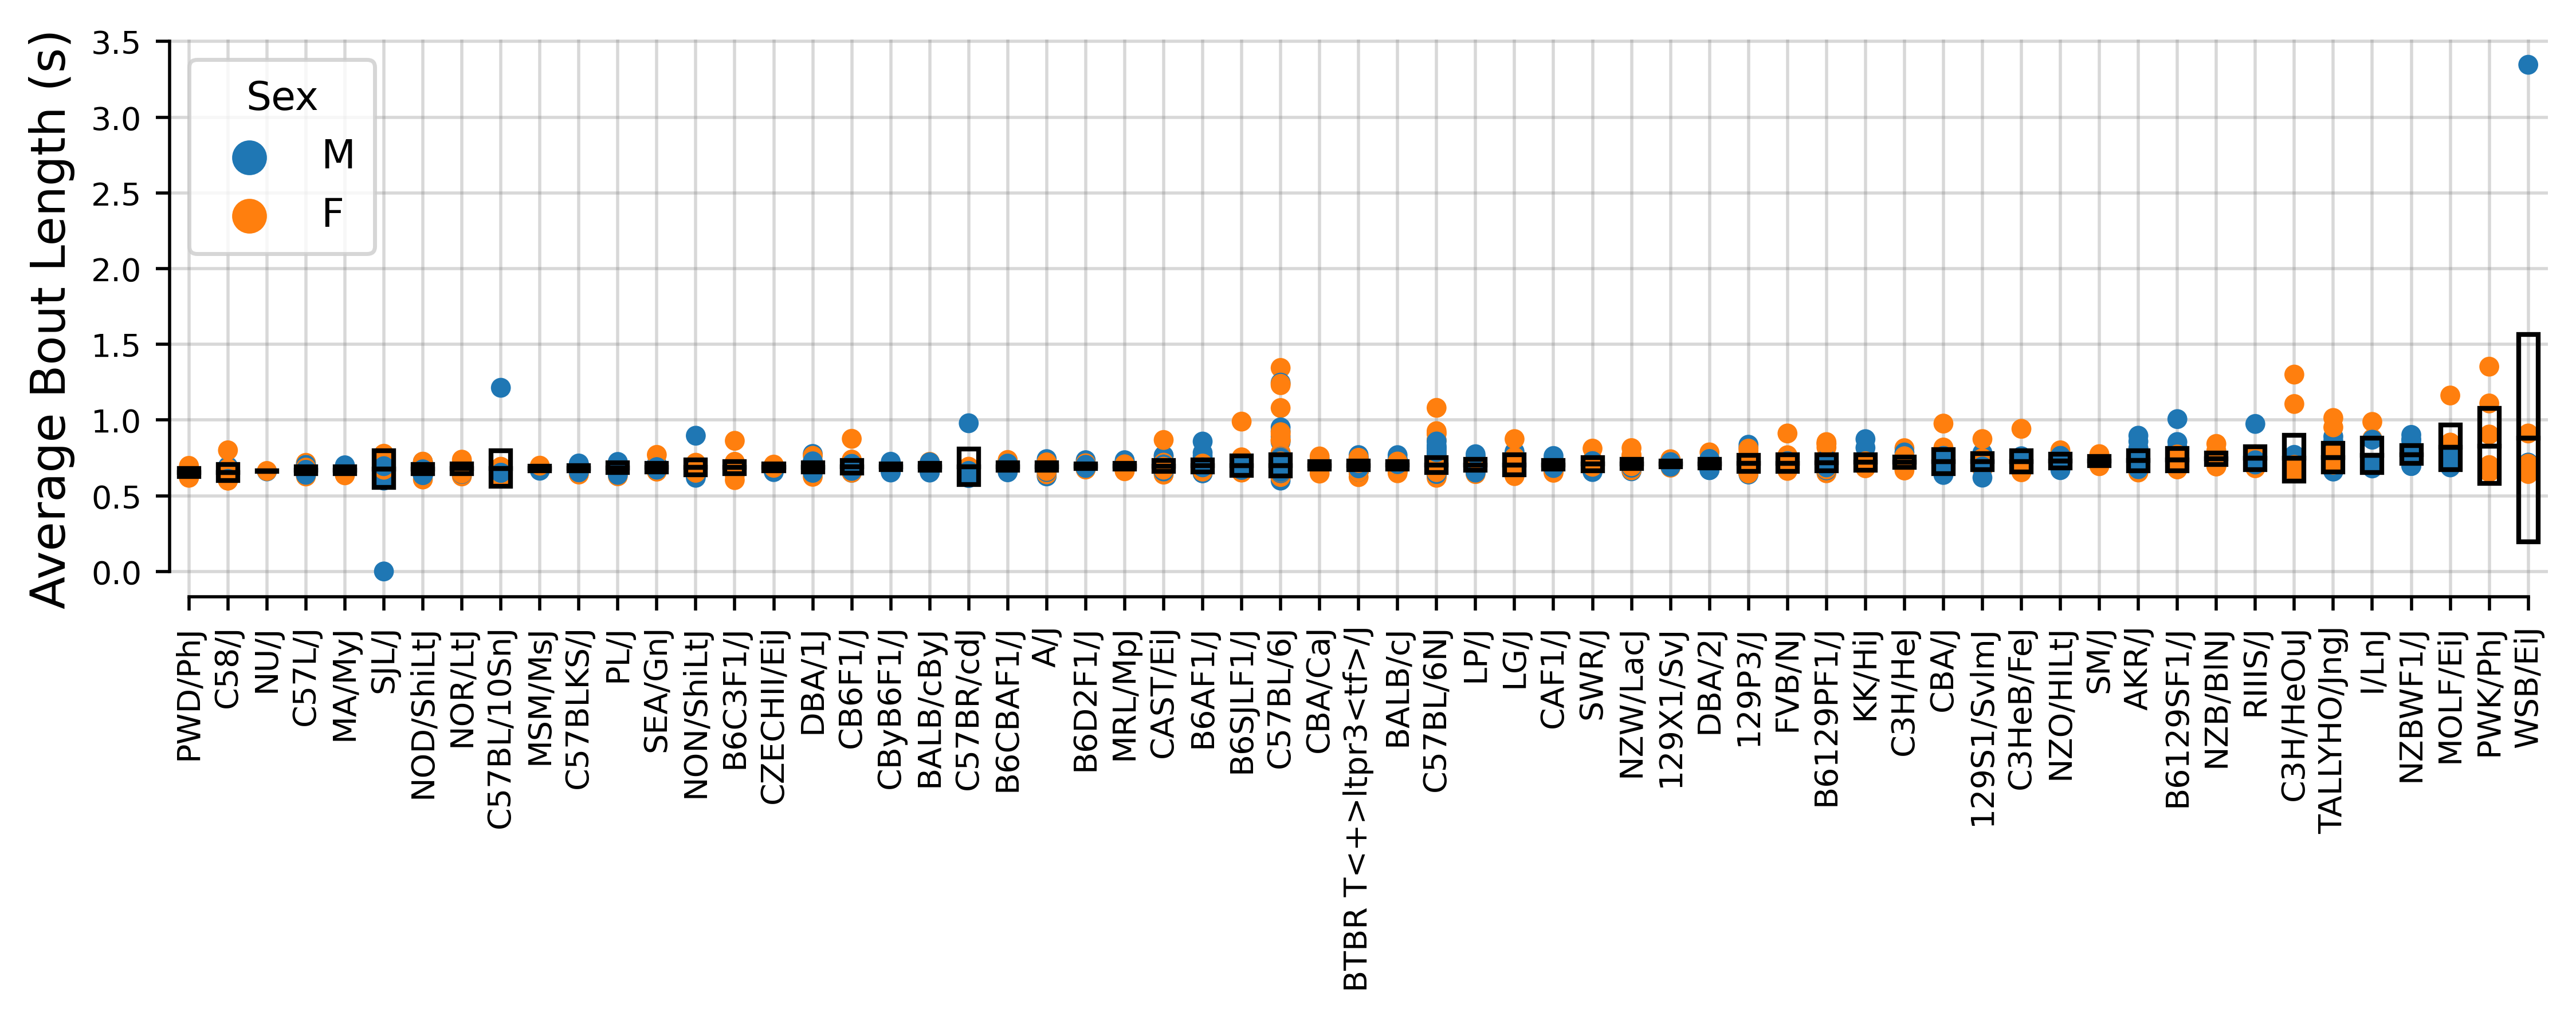 Average Bout Length (s)
3.5
3.0
2.5
2.0
1.5
1.0
0.5
0.0
Sex
M
F
PWD/PhJ
C58/J
NU/J
C57L/J
MA/My
SJL/J
NOD/ShiLtJ
NOR/LtJ
C57BL/10SnJ
MSM/Ms
C57BLKS/J
PL/J
SEA/GnJ
NON/ShiLtJ
B6C3F1/J
CZECHII/EiJ
DBA/1J
CB6F1/J
CByB6F1/J
BALB/cBy
C57BR/cdJ
B6CBAF1/J
A/J
B6D2F1/J
MRL/MpJ
CAST/EiJ
B6AF1/J
B6SJLF1/J
C57BL/6J
CBA/CaJ
BTBR T<+>ltpr3<tf>/J
BALB/cJ
C57BL/6NJ
LP/J
LG/J
CAF1/J
SWR/J
NZW/LacJ
129X1/SvJ
DBA/2J
129P3/J
FVB/NJ
B6129PF1/J
KK/HiJ
C3H/HeJ
CBA/J
129S1/SvImJ
C3HeB/FeJ
NZO/HILtJ
SM/J
AKR/J
B6129SF1/J
NZB/BINJ
RIIIS/J
C3H/HeOuJ
TALLYHO/JngJ
I/LnJ
NZBWF1/J
MOLF/EiJ
PWK/PhJ
WSB/EiJ